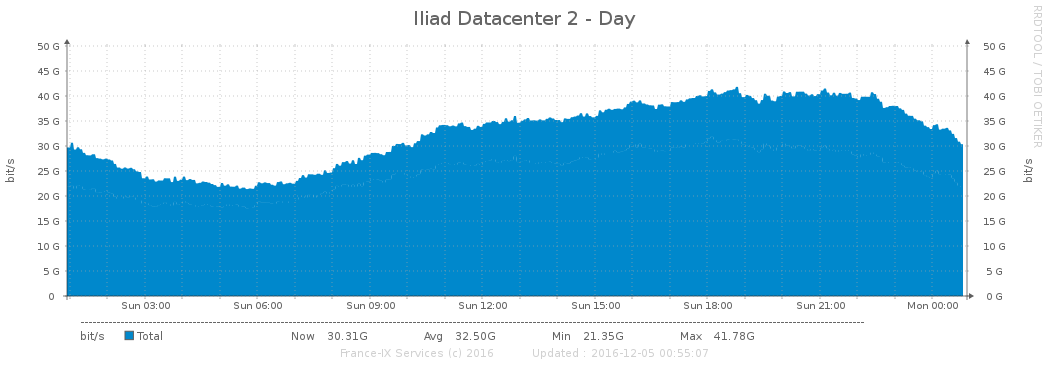 Iliad Datacenter 2 - Day
RRDTOOL / TOBI OETIKER
50 G 50 G
45 G 45 G
40 G 40 G
35 G 35 G
30 G 30 G
25 G 25 G
20 G 20 G
15 G 15 G
10 G 10 G
5 G 5 G
0 0 G
bit/s
bit/s
Sun 03:00 Sun 06:00 Sun 09:00 Sun 12:00 Sun 15:00 Sun 18:00 Sun 21:00 Mon 00:00
bit/s Total Now 30.31G Avg 32.50G Min 21.35G Max 41.78G
France-IX Services (c) 2016 Updated : 2016-12-05 00:55:07